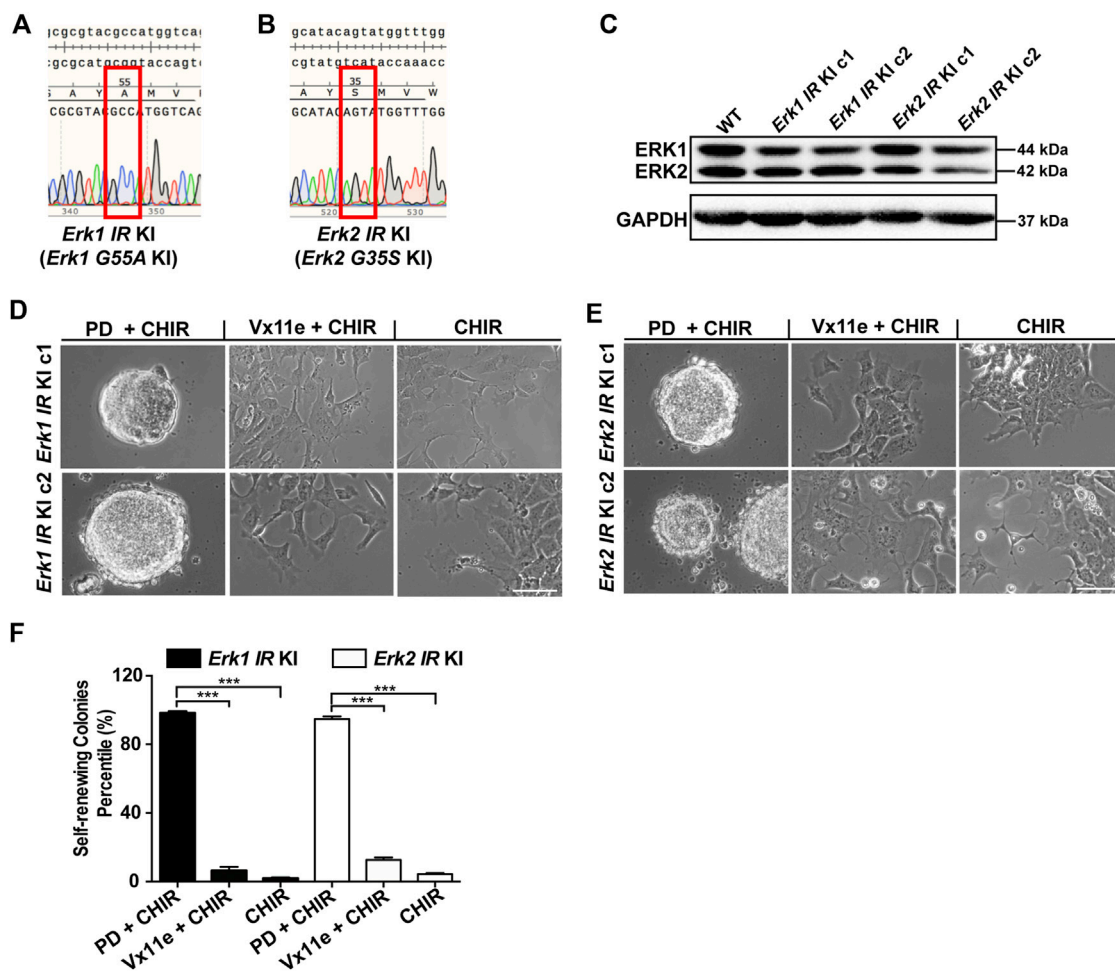 A
gcgcgtacgccatggtcag
cgcgcatgcggtaccagtc
55
S A Y A M V
CGCGTACGCCATGGTCAG
340
350
Erk1 IR KI
(Erk1 G55A KI)
B
gcatacagtatggtttgg
cgtatgtcataccaaacc
35
A Y S M V W
GCATACAGTATGGTTTGG
520
530
Erk2 IR KI
(Erk2 G35S KI)
C
WT
Erk1 IR KI c1
Erk1 IR KI c2
Erk2 IR KI c1
Erk2 IR KI c2
ERK1
44 kDa
ERK2
42 kDa
GAPDH
37 kDa
D
PD + CHIR
Vx11e + CHIR
CHIR
Erk1 IR KI c1
Erk1 IR KI c2
E
PD + CHIR
Vx11e + CHIR
CHIR
Erk2 IR KI c1
Erk2 IR KI c2
F
Erk1 IR KI
Erk2 IR KI
Self-renewing Colonies
Percentile (%)
120
80
40
0
***
***
***
***
PD + CHIR
Vx11e + CHIR
CHIR
PD + CHIR
Vx11e + CHIR
CHIR